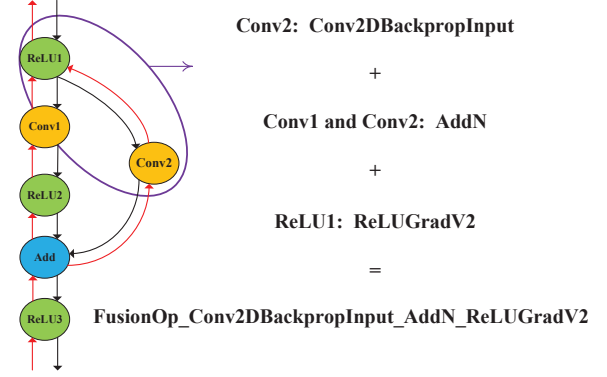 Conv2: Conv2DBackpropInput
+
Conv1 and Conv2: AddN
+
ReLU1: ReLUGradV2
=
FusionOp_Conv2DBackpropInput_AddN_ReLUGradV2
ReLU1
Conv1
Conv2
ReLU2
Add
ReLU3